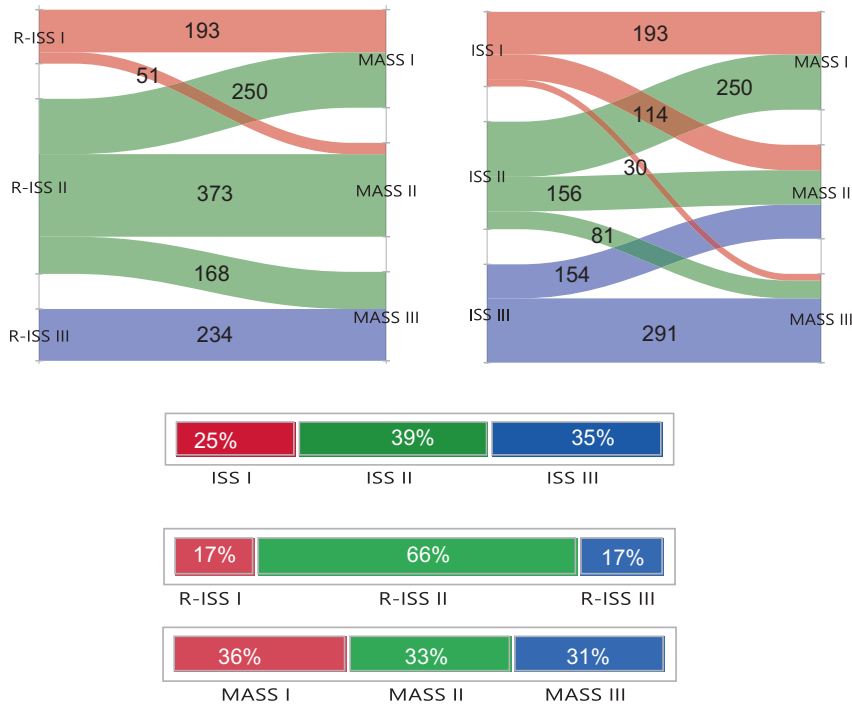 193
R-ISS I
MASS I
51
250
R-ISS II
373
MASS II
168
MASS III
R-ISS III
234
193
ISS I
MASS I
250
114
30
ISS II
156
MASS II
81
154
ISS III
MASS III
291
25% 39% 35%
ISS I ISS II ISS III
17% 66% 17%
R-ISS I R-ISS II R-ISS III
36% 33% 31%
MASS I MASS II MASS III